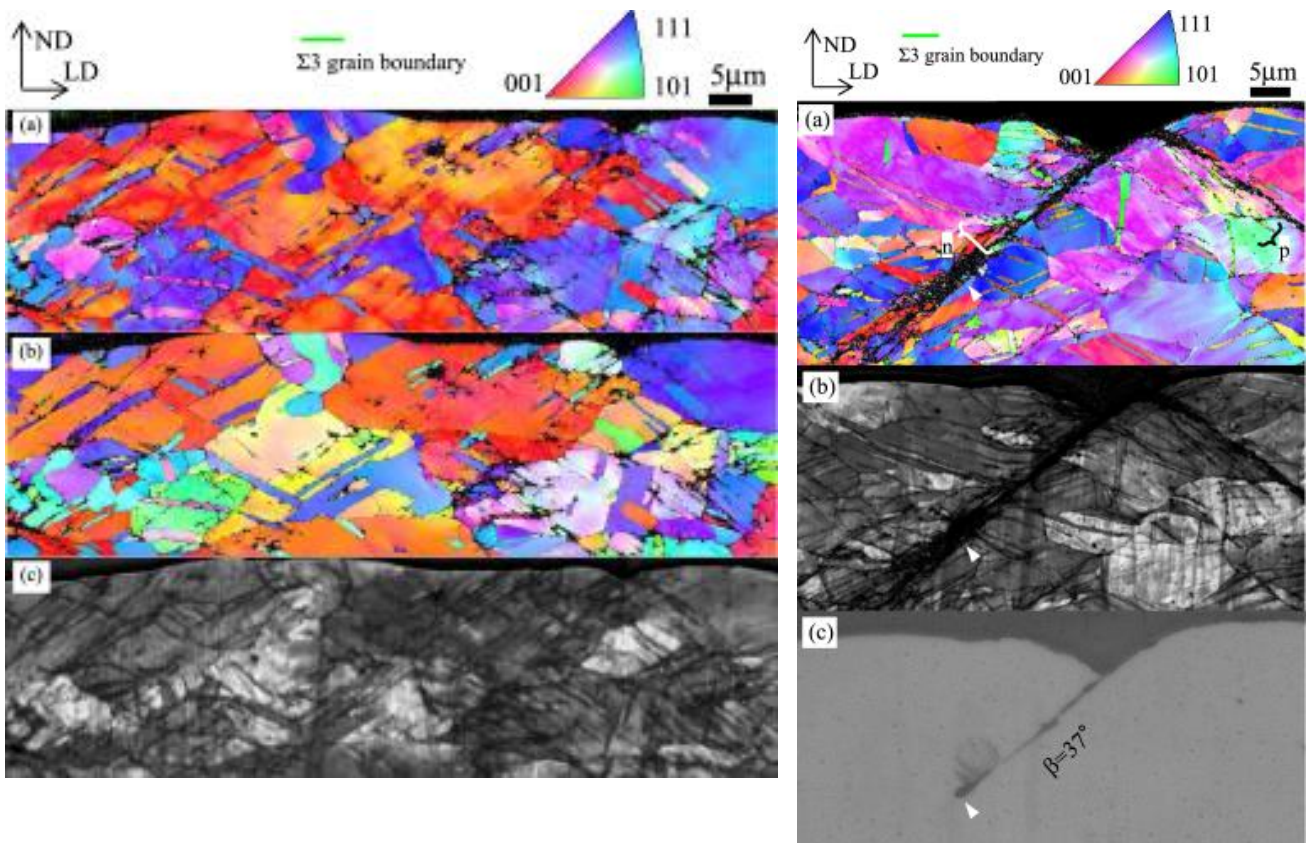 ND
LD
Σ3 grain boundary
111
001
101
5μm
(a)
(b)
(c)
ND
LD
Σ3 grain boundary
111
001
101
5μm
(a)
n
p
(b)
(c)
β=37°